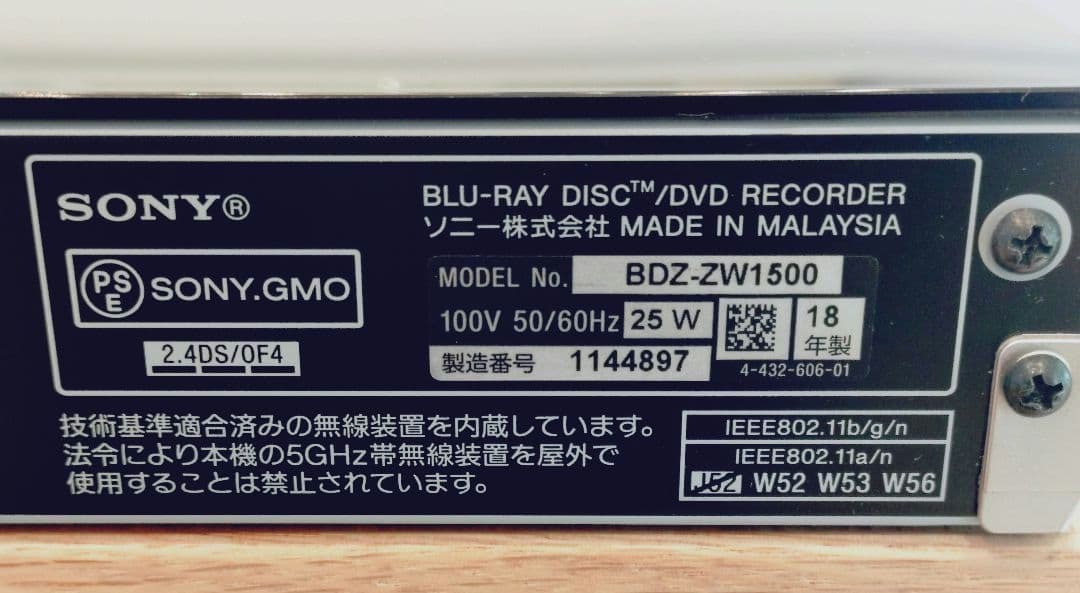 SONY®
BLU-RAY DISC™/DVD RECORDER
ソニー株式会社 MADE IN MALAYSIA
PSE SONY.GMO
MODEL No. BDZ-ZW1500
100V 50/60Hz 25 W
18年製
2.4DS/OF4
製造番号 1144897
4-432-606-01
技術基準適合済みの無線装置を内蔵しています。
法令により本機の5GHz帯無線装置を屋外で
使用することは禁止されています。
IEEE802.11b/g/n
IEEE802.11a/n
J52 W52 W53 W56